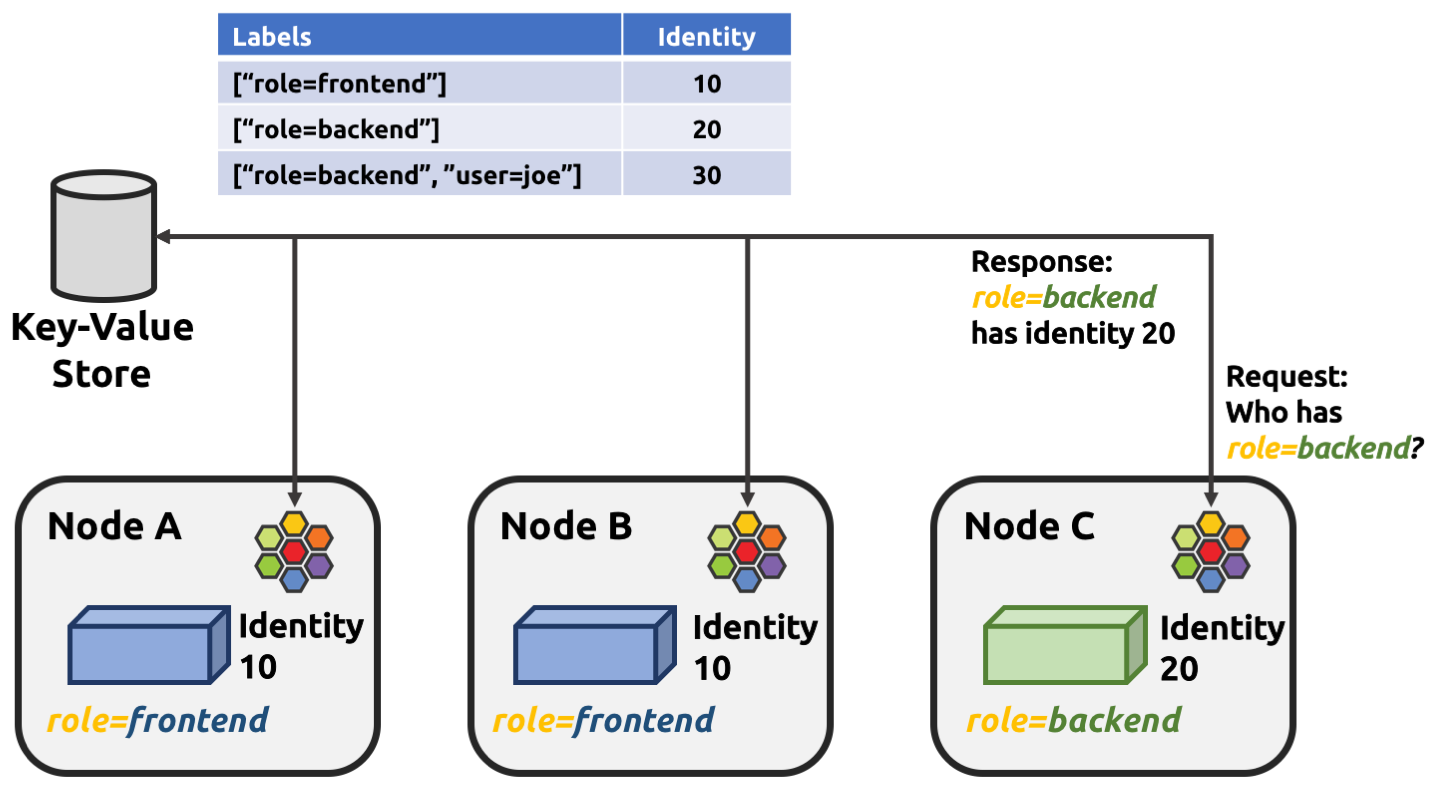 Labels Identity
[“role=frontend”] 10
[“role=backend”] 20
[“role=backend”, ”user=joe”] 30
Key-Value
Store
Response:
role=backend
has identity 20
Request:
Who has
role=backend?
Node A
Identity
10
role=frontend
Node B
Identity
10
role=frontend
Node C
Identity
20
role=backend